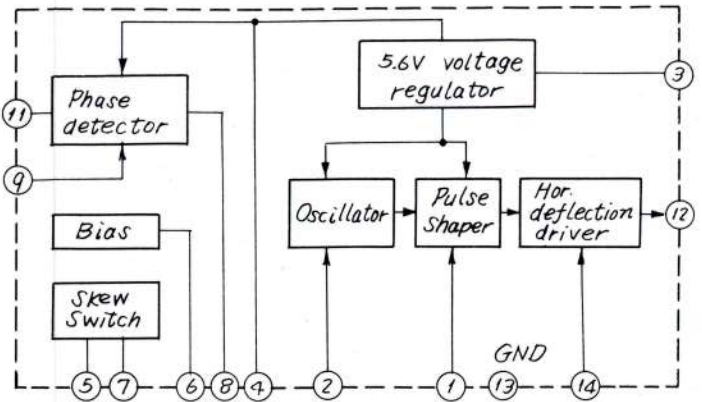 5.6V voltage
regulator
3
Phase
detector
11
9
Oscillator
Pulse
shaper
Hor.
deflection
driver
12
Bias
Skew
Switch
GND
5
7
6
8
4
2
1
13
14